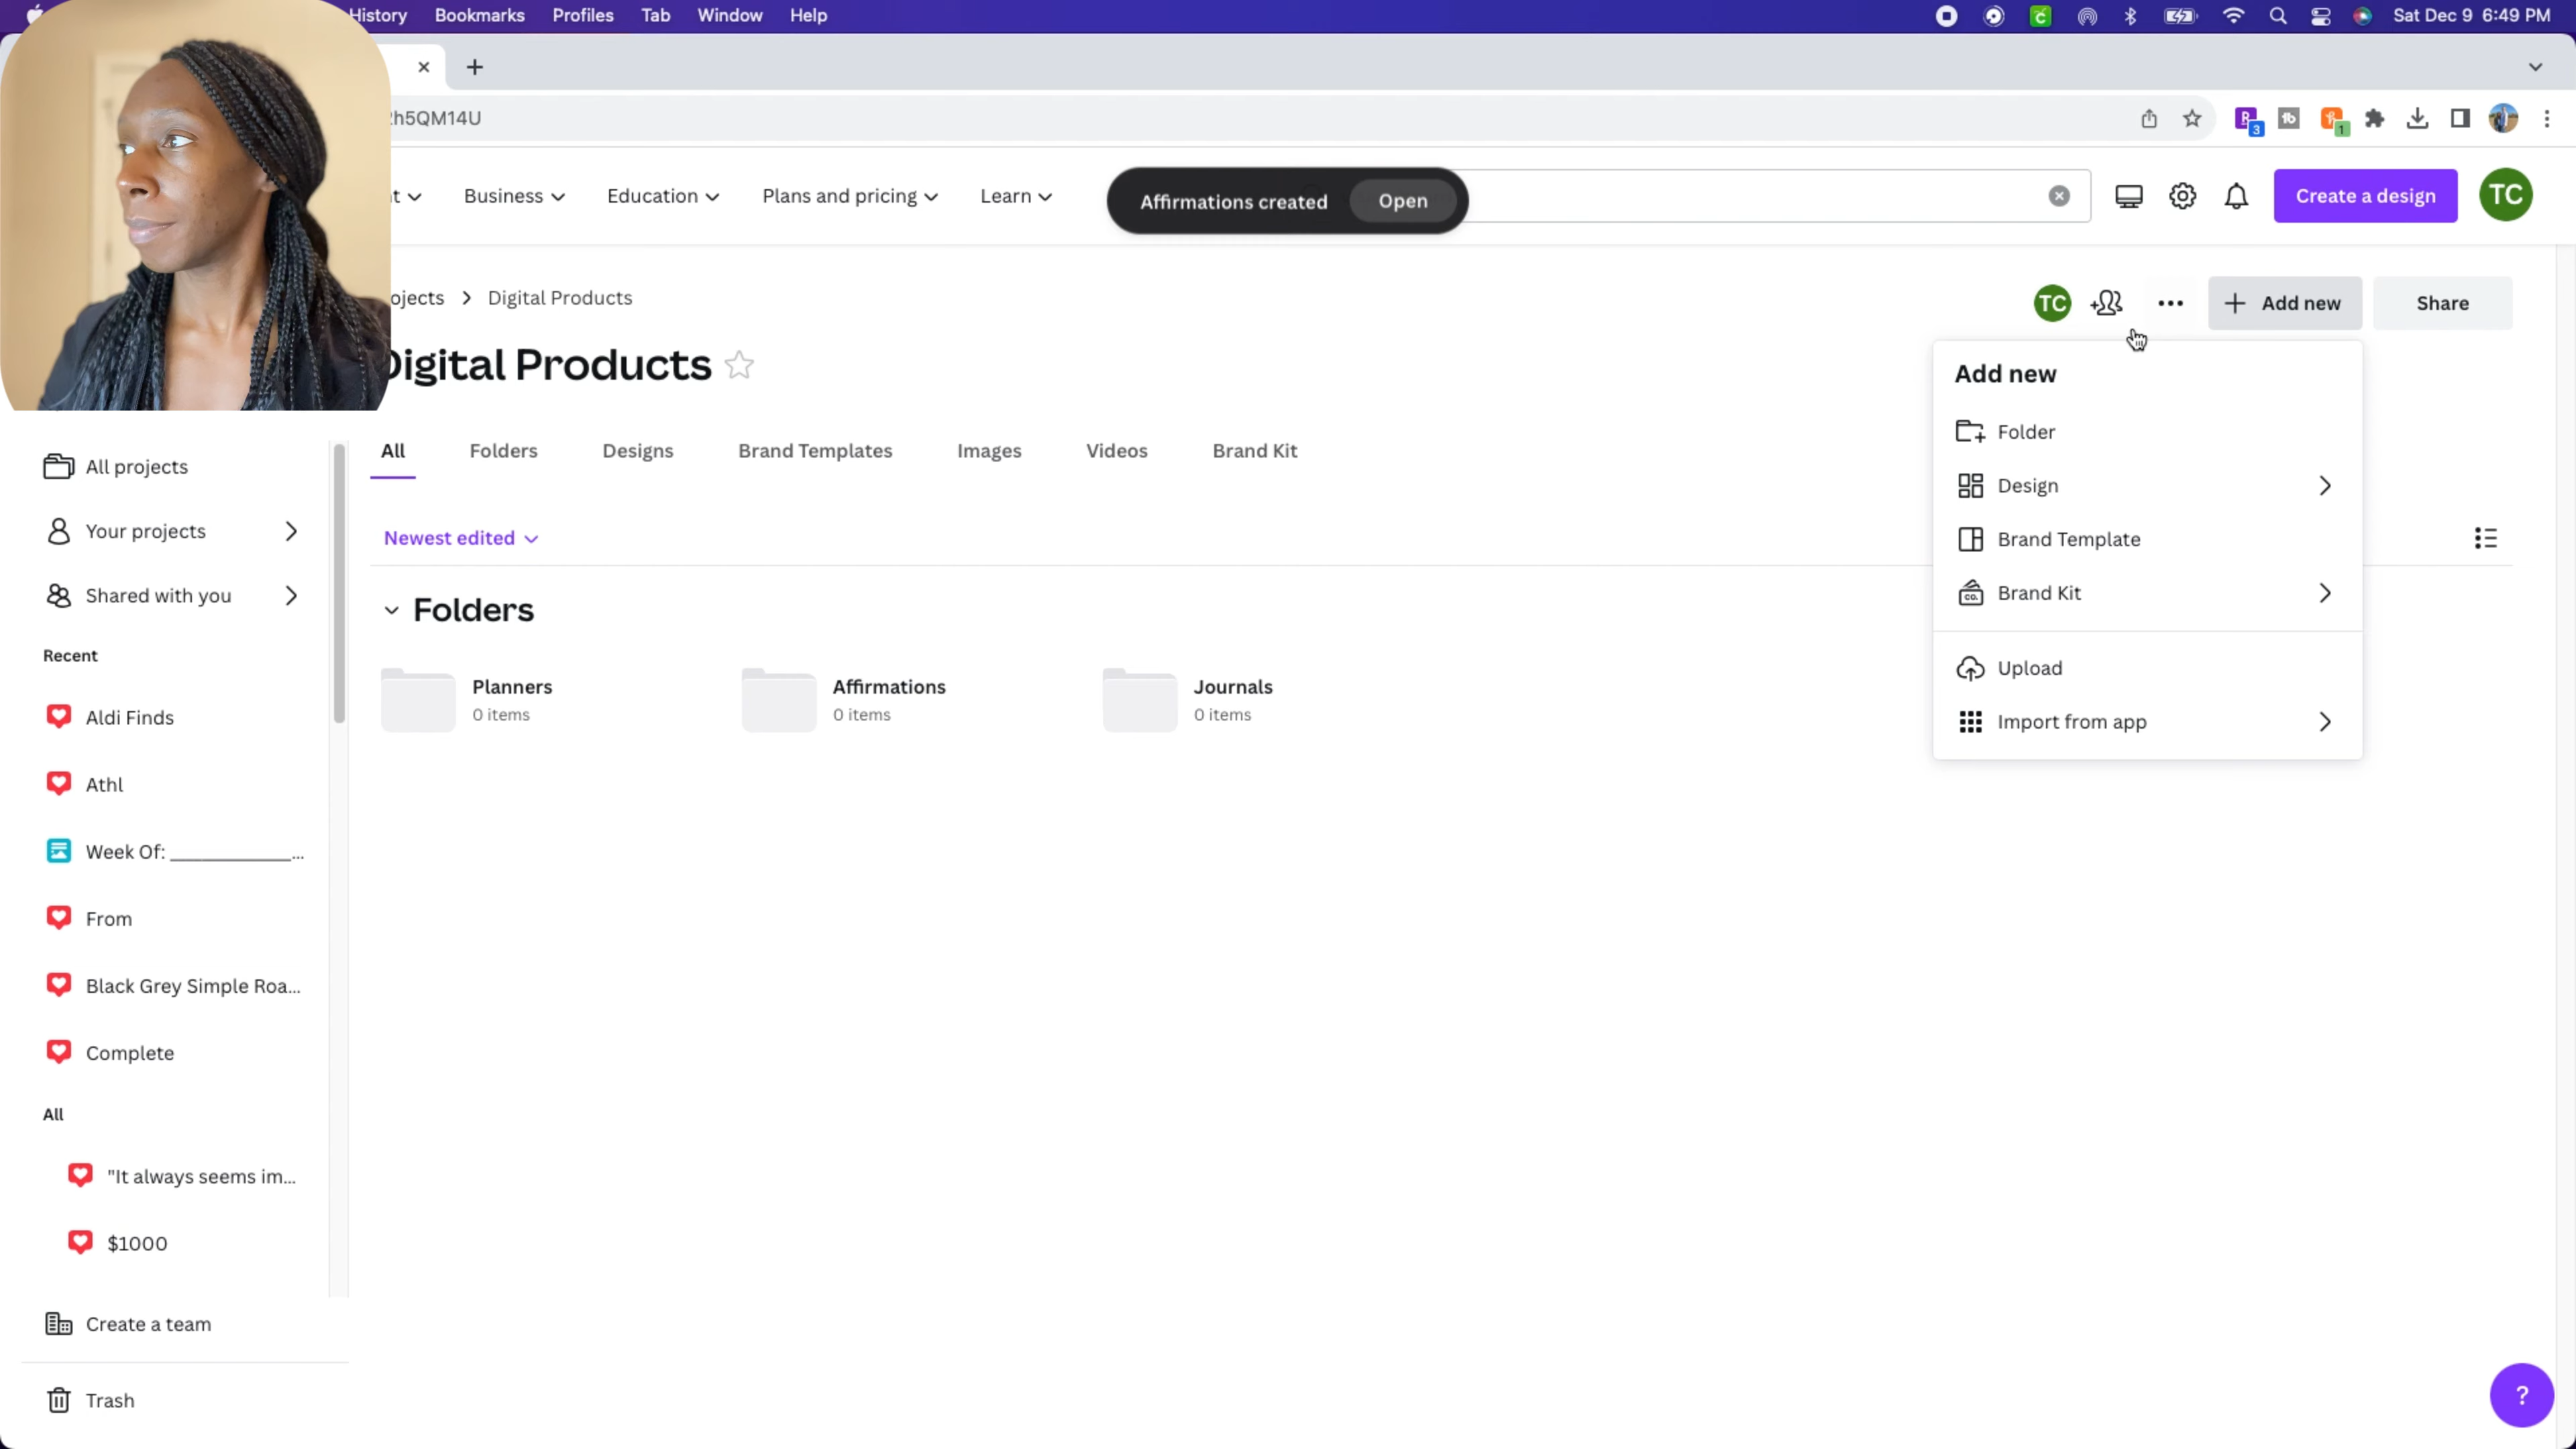 History Bookmarks Profiles Tab Window Help Sat Dec 9 6:49 PM
h5QM14U
Business Education Plans and pricing Learn Affirmations created Open Create a design TC
Digital Products TC Add new Share
Digital Products
Add new
Folder
Design
Brand Template
Brand Kit
Upload
Import from app
All Folders Designs Brand Templates Images Videos Brand Kit
Newest edited
Folders
Planners
0 items
Affirmations
0 items
Journals
0 items
All projects
Your projects
Shared with you
Recent
Aldi Finds
Athl
Week Of: ____________...
From
Black Grey Simple Roa...
Complete
All
"It always seems im...
$1000
Create a team
Trash
?